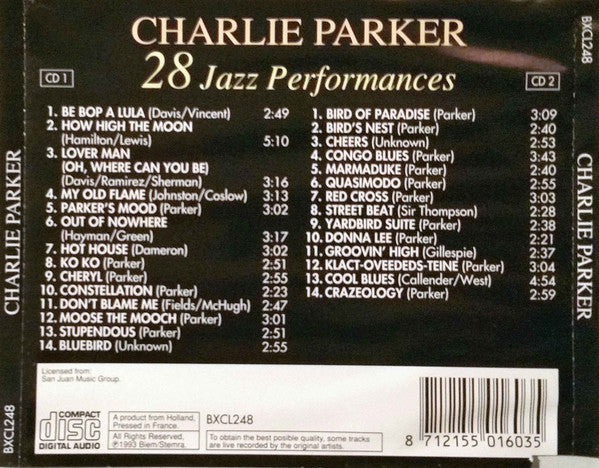 CHARLIE PARKER
28 Jazz Performances
CD 1
1. BE BOP A LULA (Davis/Vincent) 2:49
2. HOW HIGH THE MOON
(Hamilton/Lewis) 5:10
3. LOVER MAN
(OH, WHERE CAN YOU BE)
(Davis/Ramirez/Sherman) 3:16
4. MY OLD FLAME (Johnston/Coslow) 3:13
5. PARKER'S MOOD (Parker) 3:02
6. OUT OF NOWHERE
(Hayman/Green) 3:17
7. HOT HOUSE (Dameron) 3:02
8. KO KO (Parker) 2:51
9. CHERYL (Parker) 2:55
10. CONSTELLATION (Parker) 2:23
11. DON'T BLAME ME (Fields/McHugh) 2:47
12. MOOSE THE MOOCH (Parker) 3:01
13. STUPENDOUS (Parker) 2:51
14. BLUEBIRD (Unknown) 2:55
CD 2
1. BIRD OF PARADISE (Parker) 3:09
2. BIRD'S NEST (Parker) 2:40
3. CHEERS (Unknown) 2:53
4. CONGO BLUES (Parker) 2:43
5. MARMADUKE (Parker) 2:40
6. QUASIMODO (Parker) 2:55
7. RED CROSS (Parker) 3:03
8. STREET BEAT (Sir Thompson) 2:28
9. YARDBIRD SUITE (Parker) 2:38
10. DONNA LEE (Parker) 2:21
11. GROOVIN' HIGH (Gillespie) 2:37
12. KLACT-OVEEDEDS-TEINE (Parker) 3:04
13. COOL BLUES (Callender/West) 4:54
14. CRAZEOLOGY (Parker) 2:59
Licensed from:
San Juan Music Group.
COMPACT
disc
DIGITAL AUDIO
A product from Holland,
Pressed in France.
All Rights Reserved,
℗1993 Biem/Stemra.
BXCL248
To obtain the best posible quality, some tracks
are live recorded by the original artists.
8 712155 016035
CHARLIE PARKER
BXCL248
BXCL248
CHARLIE PARKER